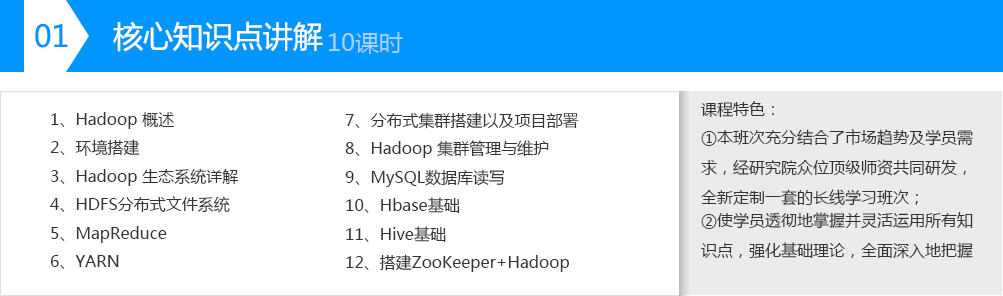 01 核心知识点讲解 10课时
1、Hadoop 概述
2、环境搭建
3、Hadoop 生态系统详解
4、HDFS分布式文件系统
5、MapReduce
6、YARN
7、分布式集群搭建以及项目部署
8、Hadoop 集群管理与维护
9、MySQL数据库读写
10、Hbase基础
11、Hive基础
12、搭建ZooKeeper+Hadoop
课程特色：
①本班次充分结合了市场趋势及学员需
求，经研究院众位顶级师资共同研发，
全新定制一套的长线学习班次；
②使学员透彻地掌握并灵活运用所有知
识点，强化基础理论，全面深入地把握